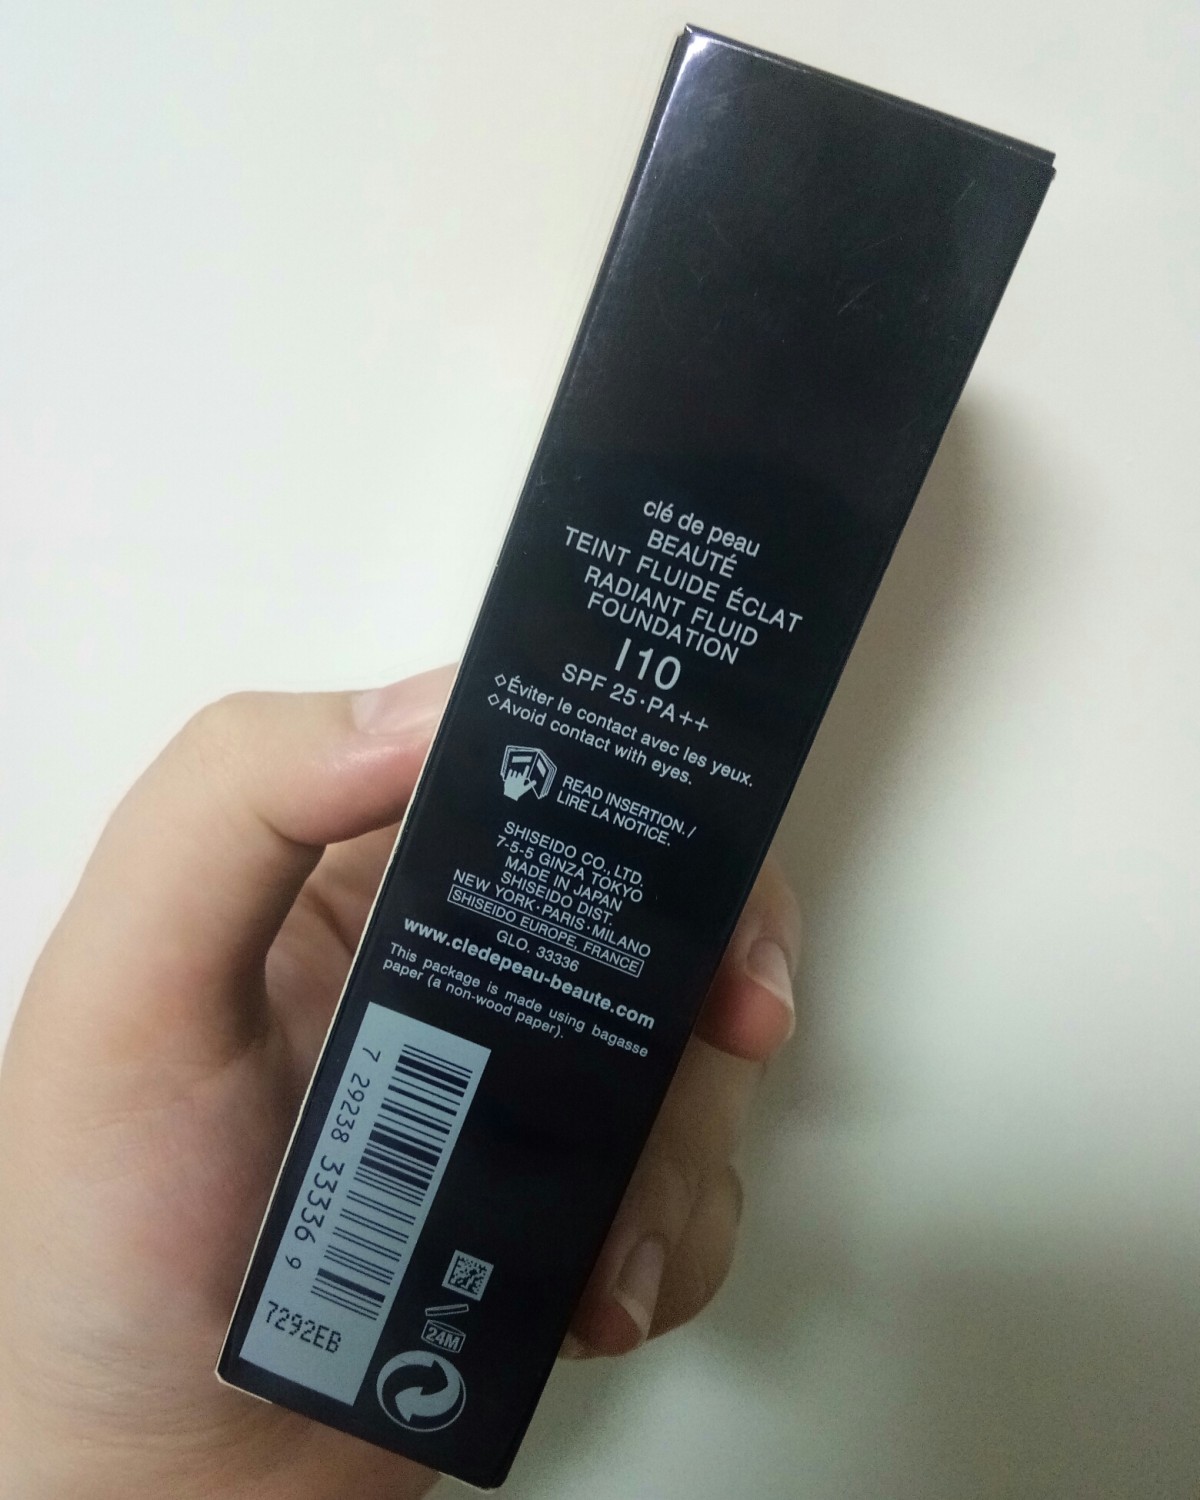 clé de peau
BEAUTÉ
TEINT FLUIDE ÉCLAT
RADIANT FLUID
FOUNDATION
I10
SPF 25·PA++
◇Éviter le contact avec les yeux.
◇Avoid contact with eyes.
READ INSERTION./
LIRE LA NOTICE.
SHISEIDO CO., LTD.
7-5-5 GINZA TOKYO
MADE IN JAPAN
SHISEIDO DIST.
NEW YORK·PARIS·MILANO
SHISEIDO EUROPE, FRANCE
GLO. 33336
www.cledepeau-beaute.com
This package is made using bagasse
paper (a non-wood paper).
7 29238 33336 9
7292EB
24M